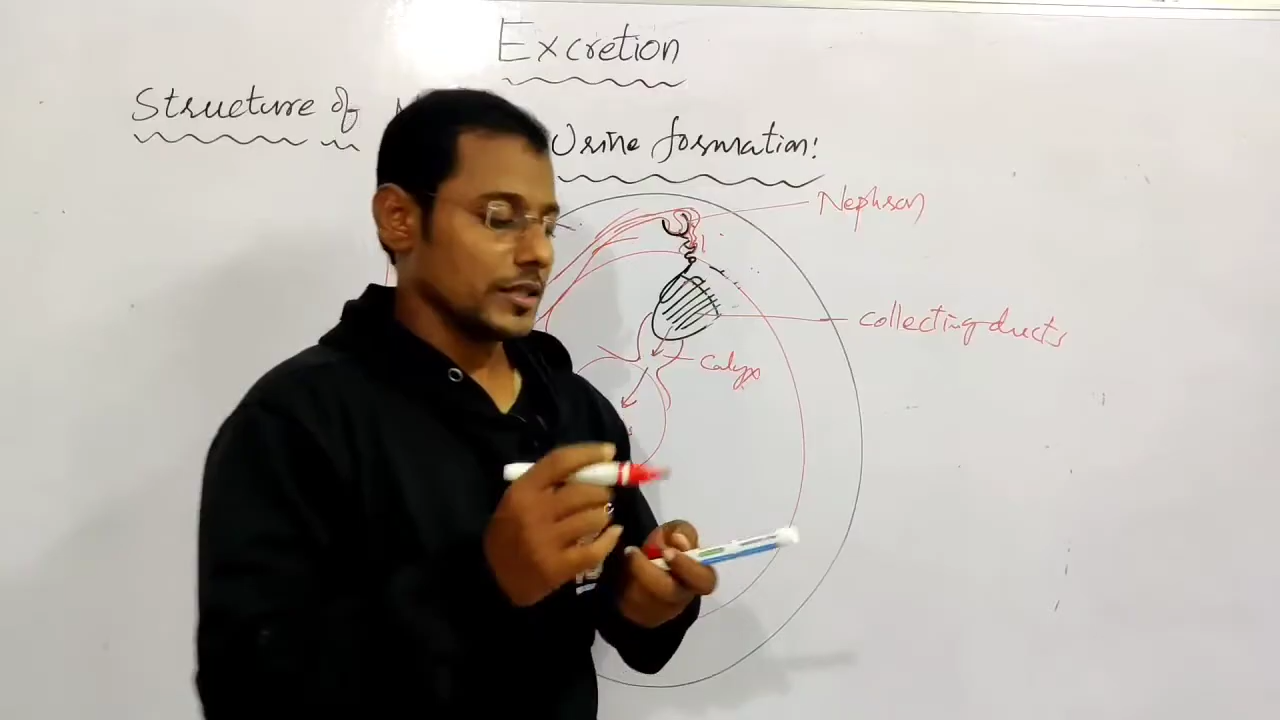 Excretion
Structure of
Urine formation:
Nephron
collecting ducts
Calyx